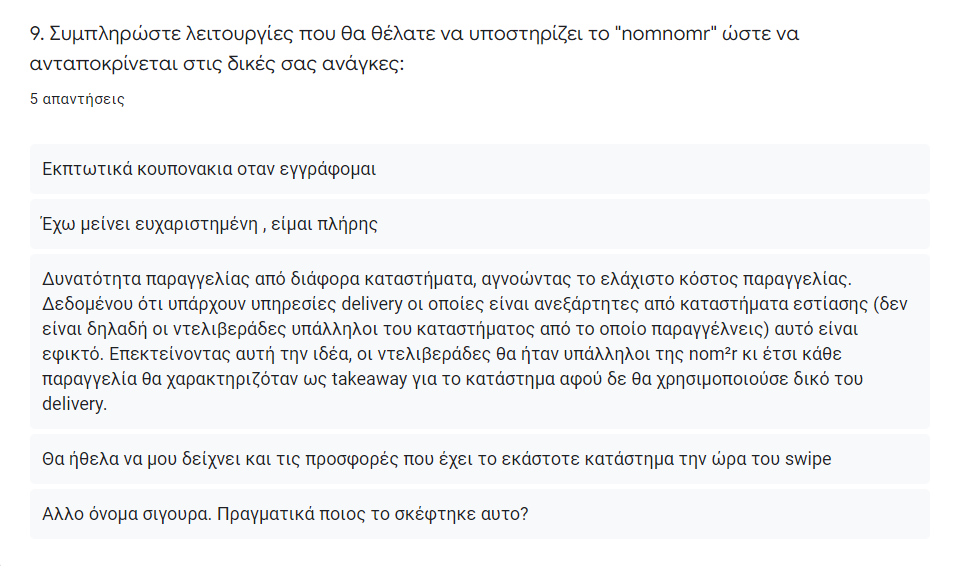 9. Συμπληρώστε λειτουργίες που θα θέλατε να υποστηρίζει το "nomnomr" ώστε να
ανταποκρίνεται στις δικές σας ανάγκες:
5 απαντήσεις
Εκπτωτικά κουπονακια οταν εγγράφομαι
Έχω μείνει ευχαριστημένη , είμαι πλήρης
Δυνατότητα παραγγελίας από διάφορα καταστήματα, αγνοώντας το ελάχιστο κόστος παραγγελίας.
Δεδομένου ότι υπάρχουν υπηρεσίες delivery οι οποίες είναι ανεξάρτητες από καταστήματα εστίασης (δεν
είναι δηλαδή οι ντελιβεράδες υπάλληλοι του καταστήματος από το οποίο παραγγέλνεις) αυτό είναι
εφικτό. Επεκτείνοντας αυτή την ιδέα, οι ντελιβεράδες θα ήταν υπάλληλοι της nom²r κι έτσι κάθε
παραγγελία θα χαρακτηριζόταν ως takeaway για το κατάστημα αφού δε θα χρησιμοποιούσε δικό του
delivery.
Θα ήθελα να μου δείχνει και τις προσφορές που έχει το εκάστοτε κατάστημα την ώρα του swipe
Αλλο όνομα σιγουρα. Πραγματικά ποιος το σκέφτηκε αυτο?